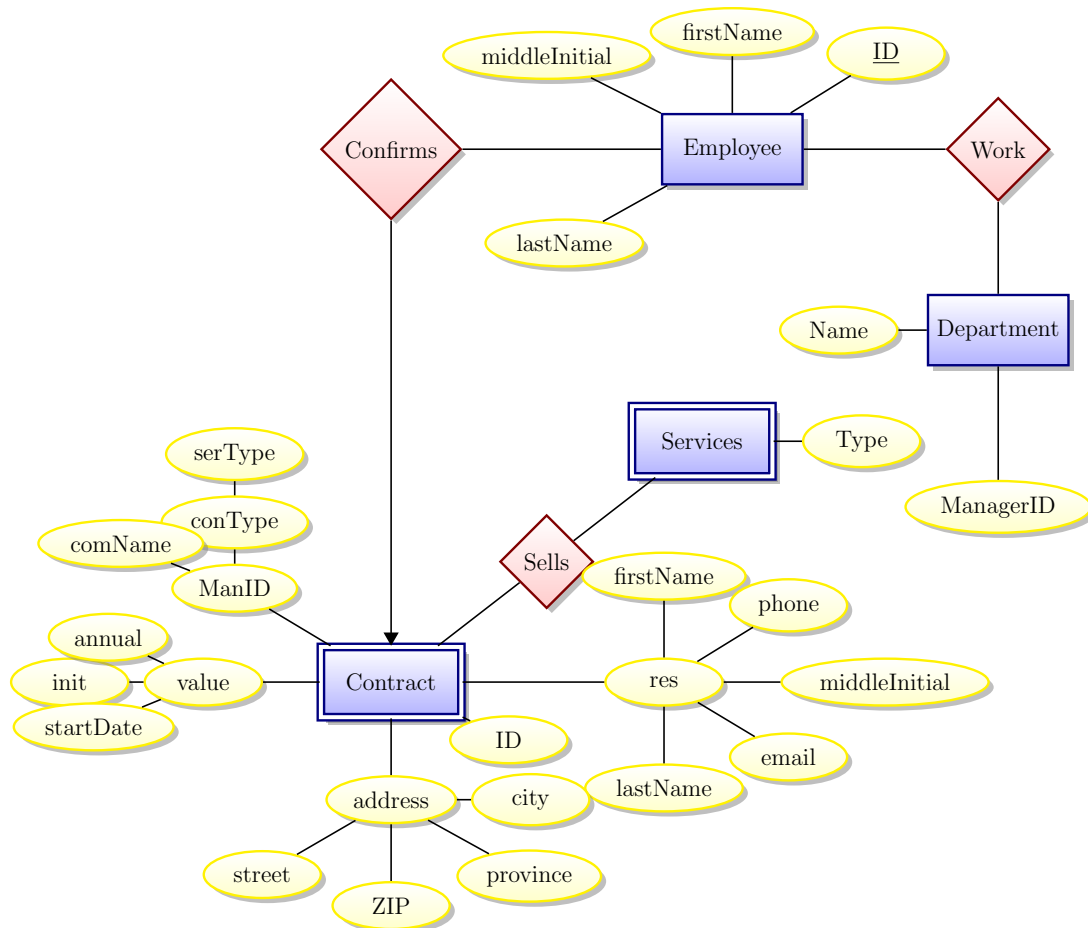 firstName
ID
middleInitial
Confirms
Employee
Work
lastName
Name
Department
Services
Type
serType
ManagerID
conType
comName
Sells
firstName
ManID
phone
annual
init
value
Contract
res
middleInitial
startDate
ID
email
lastName
address
city
street
province
ZIP